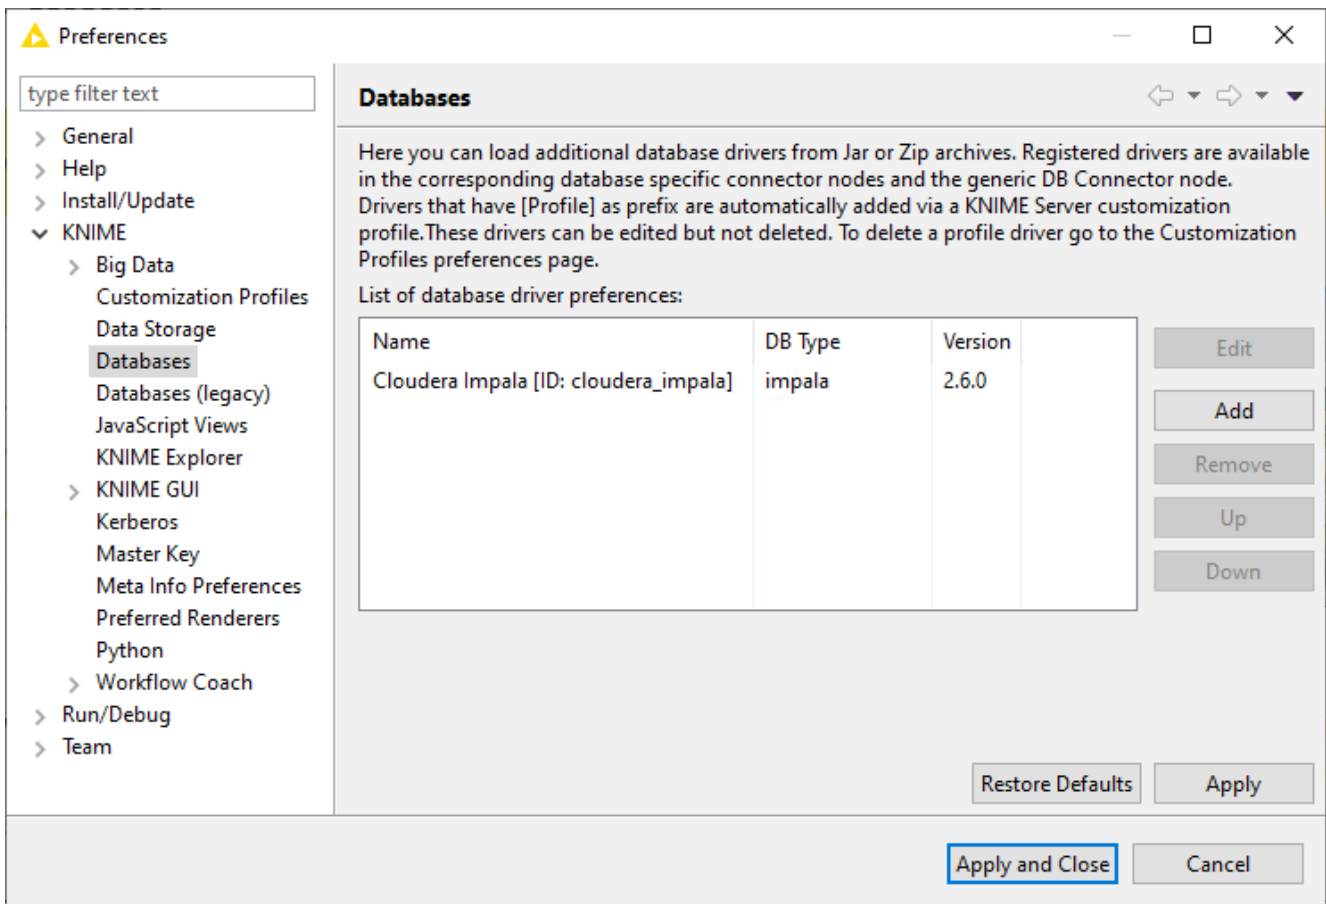 Preferences
type filter text
General
Help
Install/Update
KNIME
Big Data
Customization Profiles
Data Storage
Databases
Databases (legacy)
JavaScript Views
KNIME Explorer
KNIME GUI
Kerberos
Master Key
Meta Info Preferences
Preferred Renderers
Python
Workflow Coach
Run/Debug
Team
Databases
Here you can load additional database drivers from Jar or Zip archives. Registered drivers are available
in the corresponding database specific connector nodes and the generic DB Connector node.
Drivers that have [Profile] as prefix are automatically added via a KNIME Server customization
profile.These drivers can be edited but not deleted. To delete a profile driver go to the Customization
Profiles preferences page.
List of database driver preferences:
Name DB Type Version
Cloudera Impala [ID: cloudera_impala] impala 2.6.0
Edit
Add
Remove
Up
Down
Restore Defaults Apply
Apply and Close Cancel